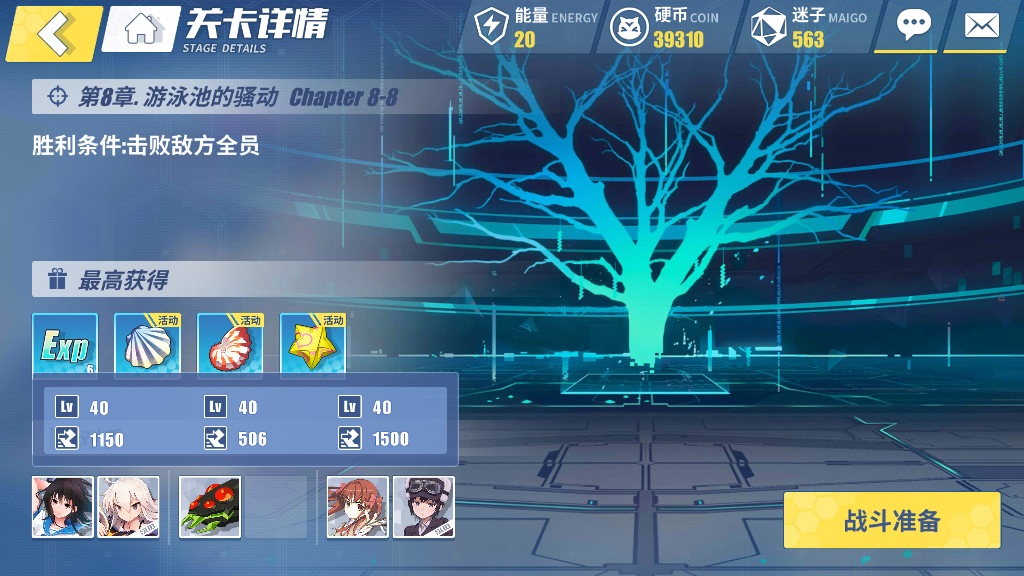 关卡详情
STAGE DETAILS
能量 ENERGY
20
硬币 COIN
39310
迷子 MAIGO
563
第8章. 游泳池的骚动 Chapter 8-8
胜利条件:击败敌方全员
最高获得
Exp
6
活动
活动
活动
Lv 40
Lv 40
Lv 40
1150
506
1500
战斗准备